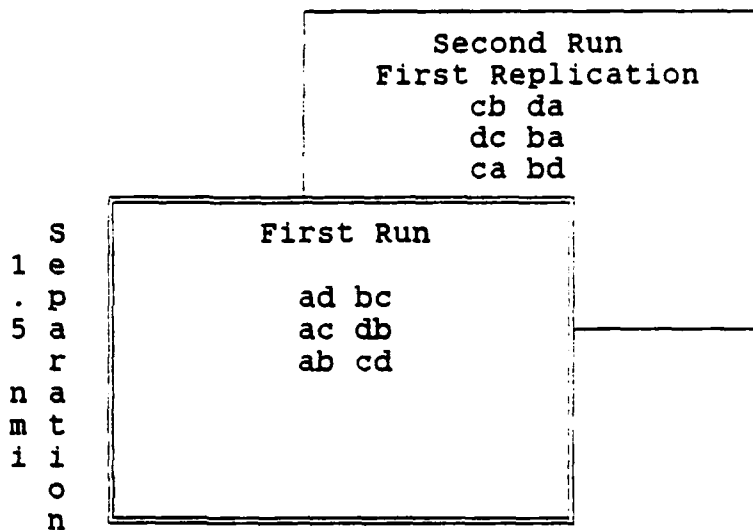 Second Run
First Replication
cb da
dc ba
ca bd
First Run
ad bc
ac db
ab cd
1.5 nmi
Separation